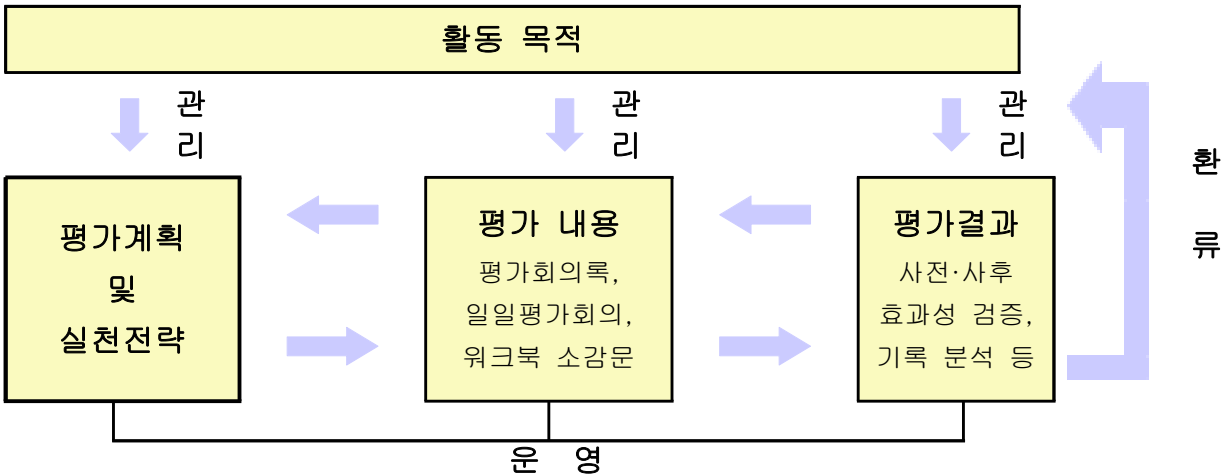 활동 목적
관리
관리
관리
환류
평가계획
및
실천전략
평가 내용
평가회의록,
일일평가회의,
워크북 소감문
평가결과
사전·사후
효과성 검증,
기록 분석 등
운 영